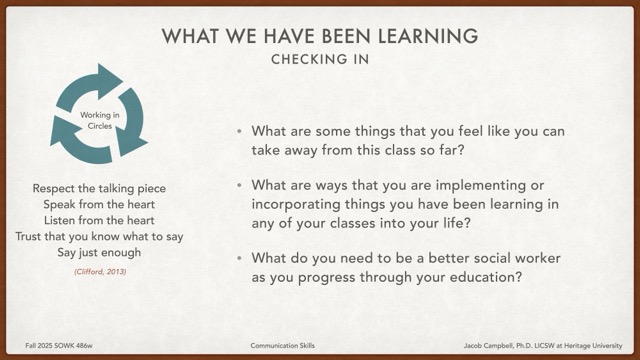 WHAT WE HAVE BEEN LEARNING
CHECKING IN
Working in
Circles
Respect the talking piece
Speak from the heart
Listen from the heart
Trust that you know what to say
Say just enough
(Clifford, 2013)
• What are some things that you feel like you can
take away from this class so far?
• What are ways that you are implementing or
incorporating things you have been learning in
any of your classes into your life?
• What do you need to be a better social worker
as you progress through your education?
Fall 2025 SOWK 486w
Communication Skills
Jacob Campbell, Ph.D. LICSW at Heritage University